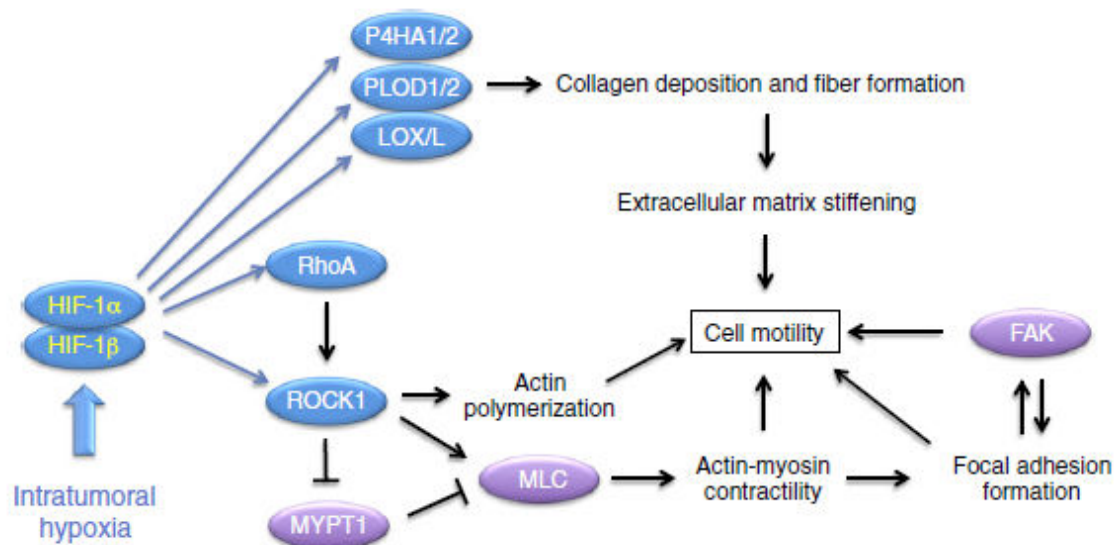 P4HA1/2
PLOD1/2
Collagen deposition and fiber formation
LOX/L
Extracellular matrix stiffening
RhoA
HIF-1α
HIF-1β
Cell motility
FAK
ROCK1
Actin
polymerization
MLC
Actin-myosin
contractility
Focal adhesion
formation
Intratumoral
hypoxia
MYPT1